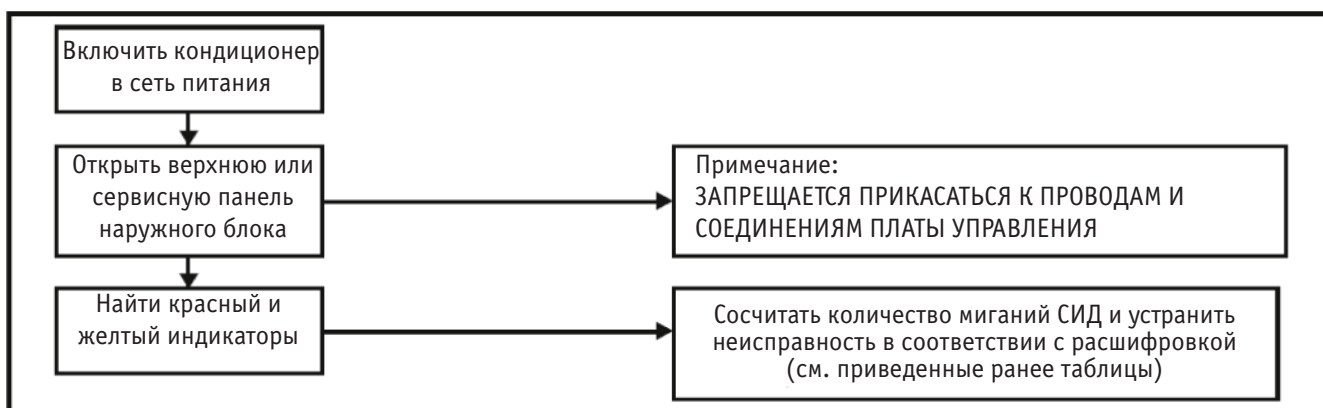 Включить кондиционер
в сеть питания
Открыть верхнюю или
сервисную панель
наружного блока
Примечание:
ЗАПРЕЩАЕТСЯ ПРИКАСАТЬСЯ К ПРОВОДАМ И
СОЕДИНЕНИЯМ ПЛАТЫ УПРАВЛЕНИЯ
Найти красный и
желтый индикаторы
Сосчитать количество миганий СИД и устранить
неисправность в соответствии с расшифровкой
(см. приведенные ранее таблицы)